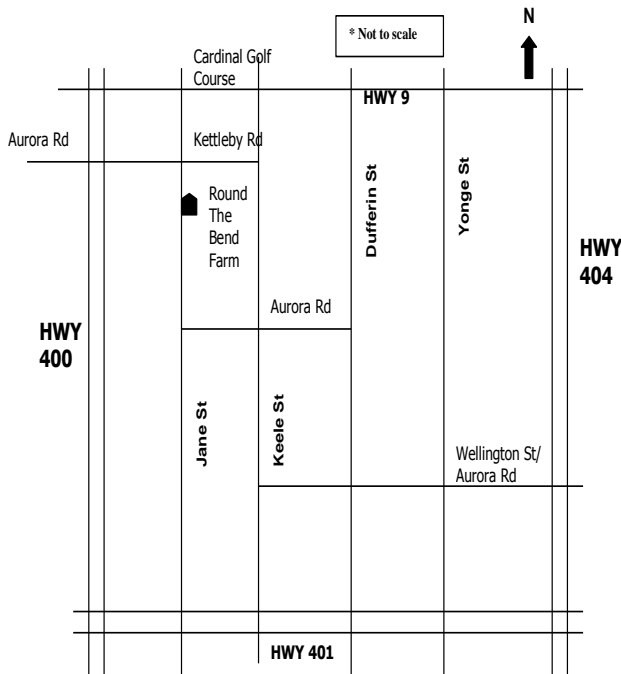 N
* Not to scale
Cardinal Golf
Course
HWY 9
Aurora Rd
Kettleby Rd
Round
The
Bend
Farm
Dufferin St
Yonge St
HWY
404
Aurora Rd
HWY
400
Jane St
Keele St
Wellington St/
Aurora Rd
HWY 401